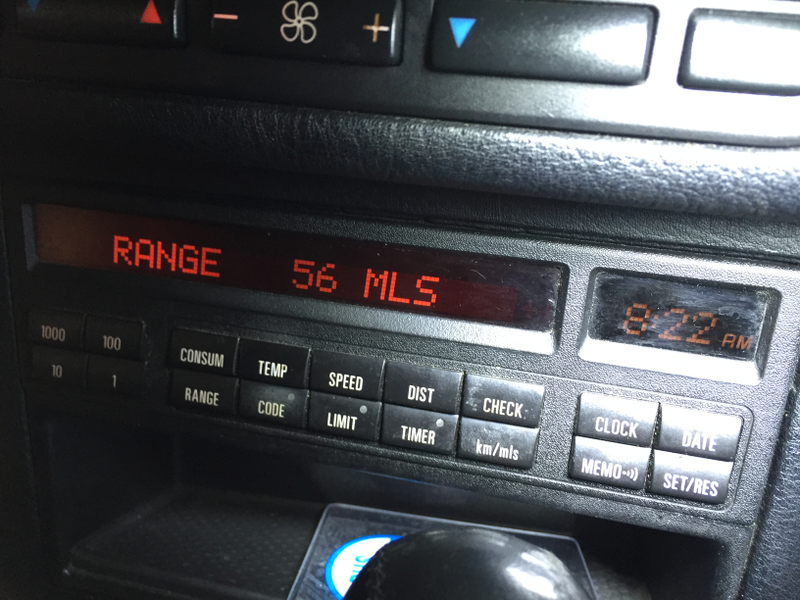 RANGE 56 MLS
8:22 AM
1000 100
10 1
CONSUM TEMP SPEED DIST CHECK
RANGE CODE LIMIT TIMER km/mls
CLOCK DATE
MEMO SET/RES